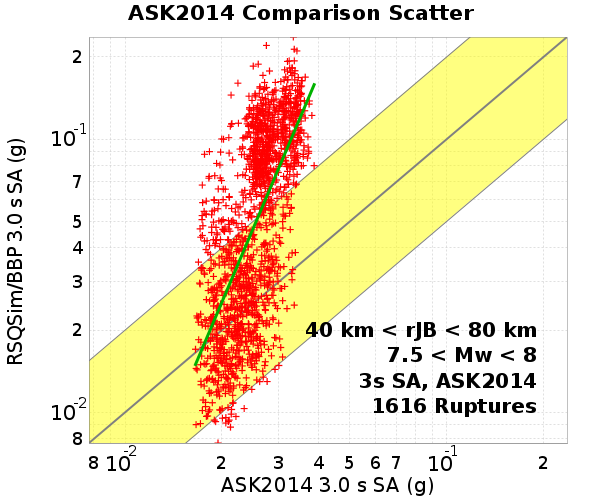 ASK2014 Comparison Scatter
RSQSim/BBP 3.0 s SA (g)
2
10-1
7
5
4
3
2
10-2
8
40 km < rJB < 80 km
7.5 < Mw < 8
3s SA, ASK2014
1616 Ruptures
8 10-2 2 3 4 5 6 7 10-1 2
ASK2014 3.0 s SA (g)